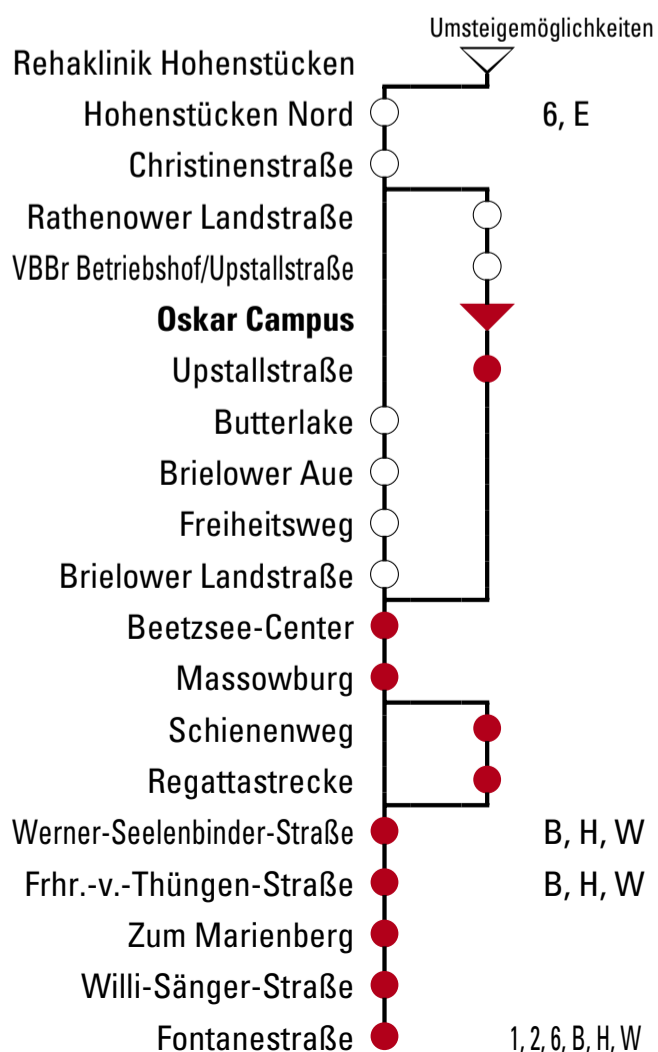 Umsteigemöglichkeiten
Rehaklinik Hohenstücken
Hohenstücken Nord 6, E
Christinenstraße
Rathenower Landstraße
VBBr Betriebshof/Upstallstraße
Oskar Campus
Upstallstraße
Butterlake
Brielower Aue
Freiheitsweg
Brielower Landstraße
Beetzsee-Center
Massowburg
Schienenweg
Regattastrecke
Werner-Seelenbinder-Straße B, H, W
Frhr.-v.-Thüngen-Straße B, H, W
Zum Marienberg
Willi-Sänger-Straße
Fontanestraße 1, 2, 6, B, H, W